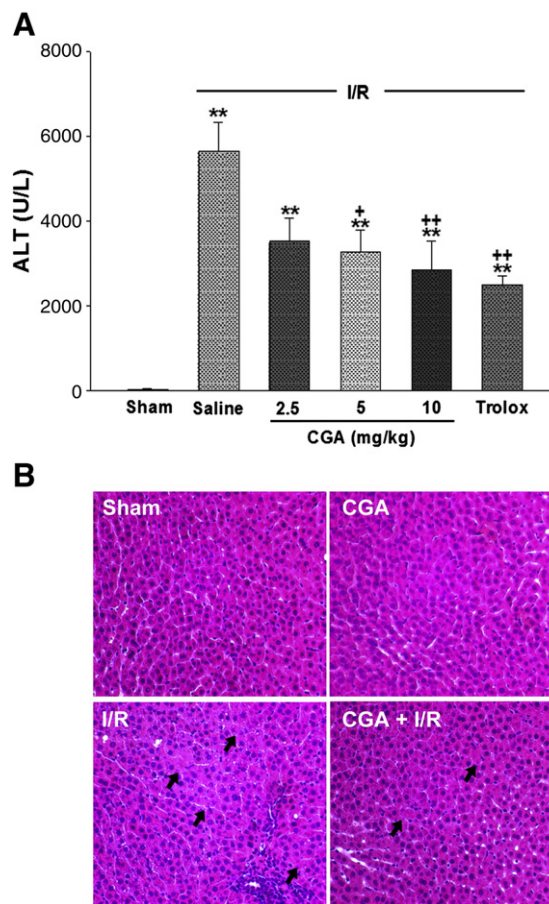 A
8000
I/R
**
6000
ALT (U/L)
**
+
**
++
**
++
**
4000
2000
0
Sham Saline 2.5 5 10 Trolox
CGA (mg/kg)
B
Sham CGA
I/R CGA + I/R